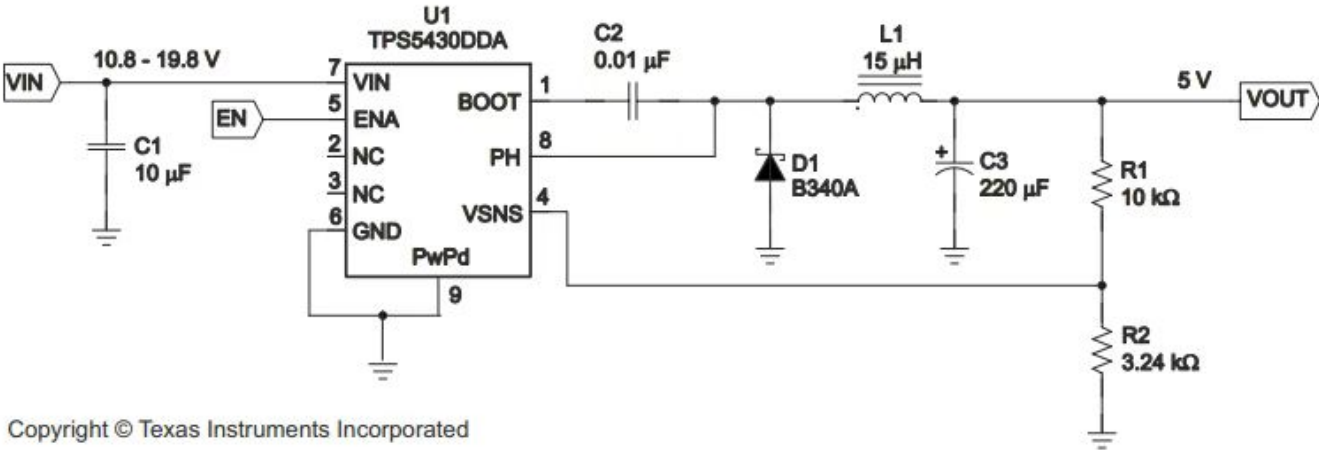 U1
TPS5430DDA
VIN
10.8 - 19.8 V
C1
10 µF
EN
7
5
2
3
6
VIN
ENA
NC
NC
GND
BOOT
PH
VSNS
PwPd
1
8
4
9
C2
0.01 µF
D1
B340A
L1
15 µH
+
C3
220 µF
5 V
VOUT
R1
10 kΩ
R2
3.24 kΩ
Copyright © Texas Instruments Incorporated